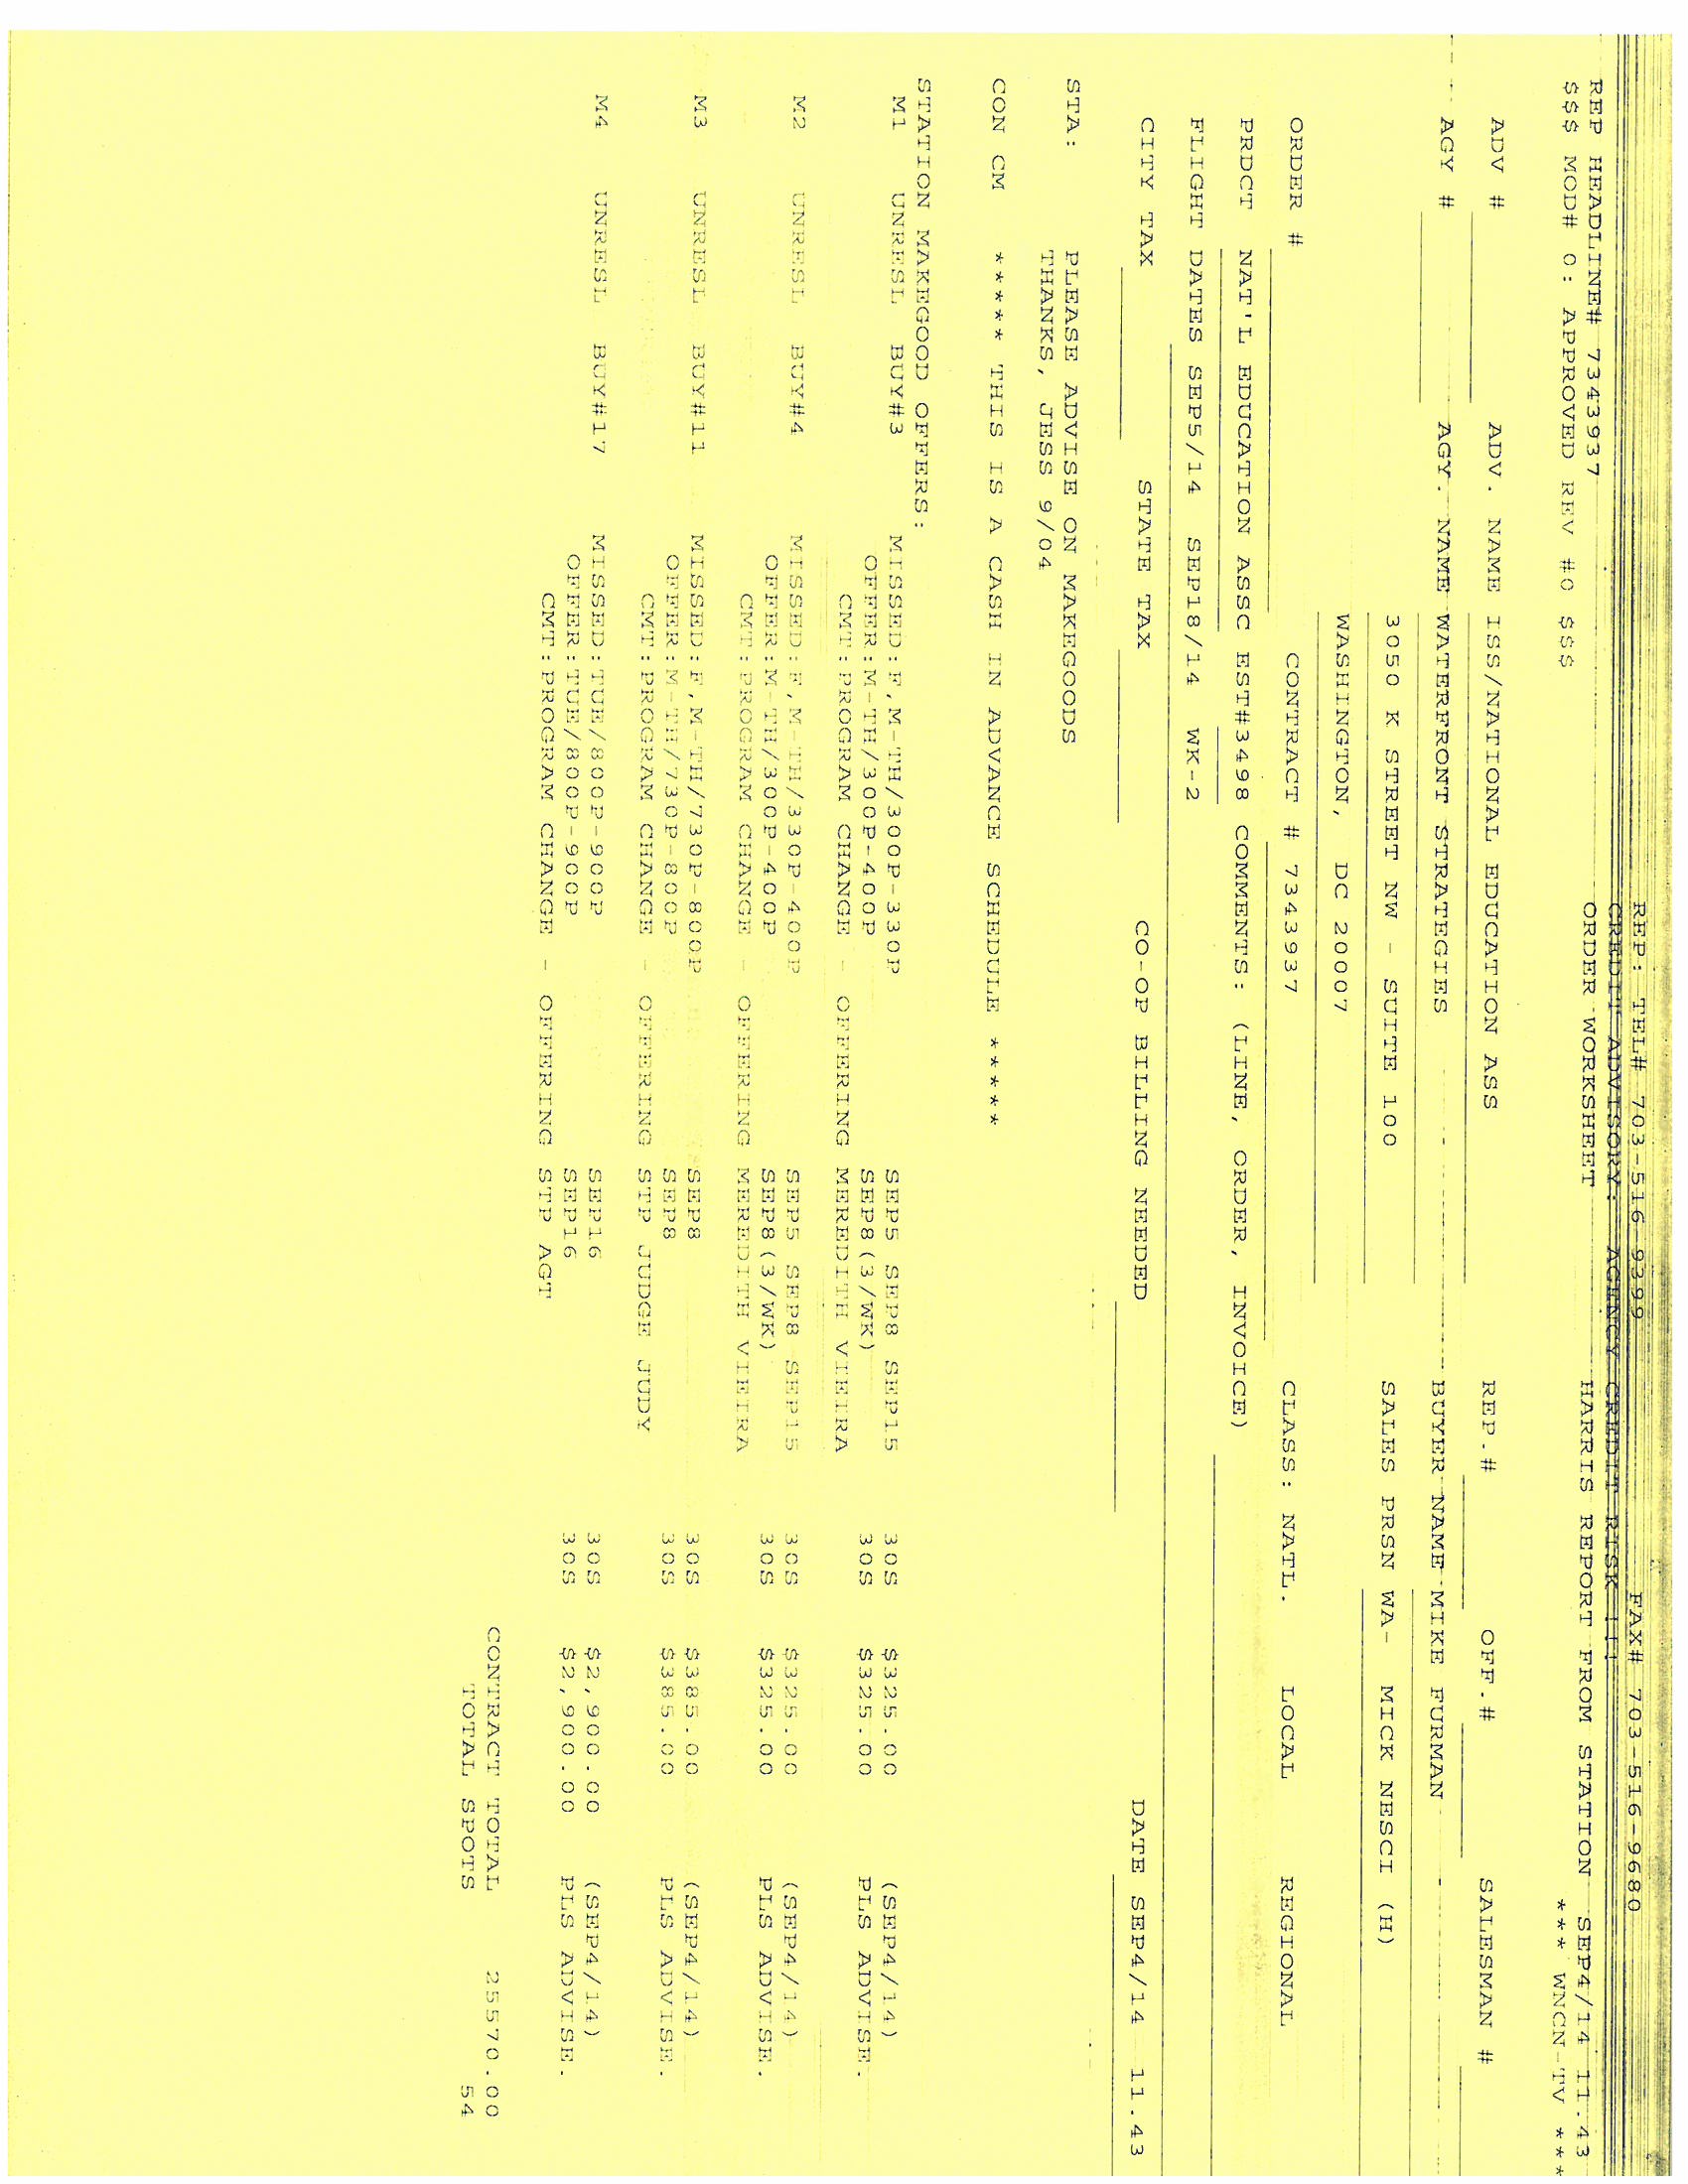 REP: TEL# 703-516-9399 FAX# 703-516-9680
CREDIT ADVISORY: AGENCY CREDIT RISK
REP HEADLINE# 7343937 ORDER WORKSHEET HARRIS REPORT FROM STATION SEP4/14 11.43
$$$ MOD# 0: APPROVED REV #0 $$$ *** WNCN-TV ***
ADV # ADV. NAME ISS/NATIONAL EDUCATION ASS REP.# OFF.# SALESMAN #
AGY # AGY. NAME WATERFRONT STRATEGIES BUYER NAME MIKE FURMAN
3050 K STREET NW - SUITE 100 SALES PRSN WA- MICK NESCI (H)
WASHINGTON, DC 20007
ORDER # CONTRACT # 7343937 CLASS: NATL. LOCAL REGIONAL
PRDCT NAT'L EDUCATION ASSC EST#3498 COMMENTS: (LINE, ORDER, INVOICE)
FLIGHT DATES SEP5/14 SEP18/14 WK-2
CITY TAX STATE TAX CO-OP BILLING NEEDED DATE SEP4/14 11.43
STA: PLEASE ADVISE ON MAKEGOODS
THANKS, JESS 9/04
CON CM ***** THIS IS A CASH IN ADVANCE SCHEDULE *****
STATION MAKEGOOD OFFERS:
M1 UNRESL BUY#3 MISSED:F,M-TH/300P-330P SEP5 SEP8 SEP15 30S $325.00 (SEP4/14)
OFFER:M-TH/300P-400P SEP8(3/WK) 30S $325.00 PLS ADVISE.
CMT:PROGRAM CHANGE - OFFERING MEREDITH VIEIRA
M2 UNRESL BUY#4 MISSED:F,M-TH/330P-400P SEP5 SEP8 SEP15 30S $325.00 (SEP4/14)
OFFER:M-TH/300P-400P SEP8(3/WK) 30S $325.00 PLS ADVISE.
CMT:PROGRAM CHANGE - OFFERING MEREDITH VIEIRA
M3 UNRESL BUY#11 MISSED:F,M-TH/730P-800P SEP8 30S $385.00 (SEP4/14)
OFFER:M-TH/730P-800P SEP8 30S $385.00 PLS ADVISE.
CMT:PROGRAM CHANGE - OFFERING STP JUDGE JUDY
M4 UNRESL BUY#17 MISSED:TUE/800P-900P SEP16 30S $2,900.00 (SEP4/14)
OFFER:TUE/800P-900P SEP16 30S $2,900.00 PLS ADVISE.
CMT:PROGRAM CHANGE - OFFERING STP AGT
CONTRACT TOTAL 25570.00
TOTAL SPOTS 54